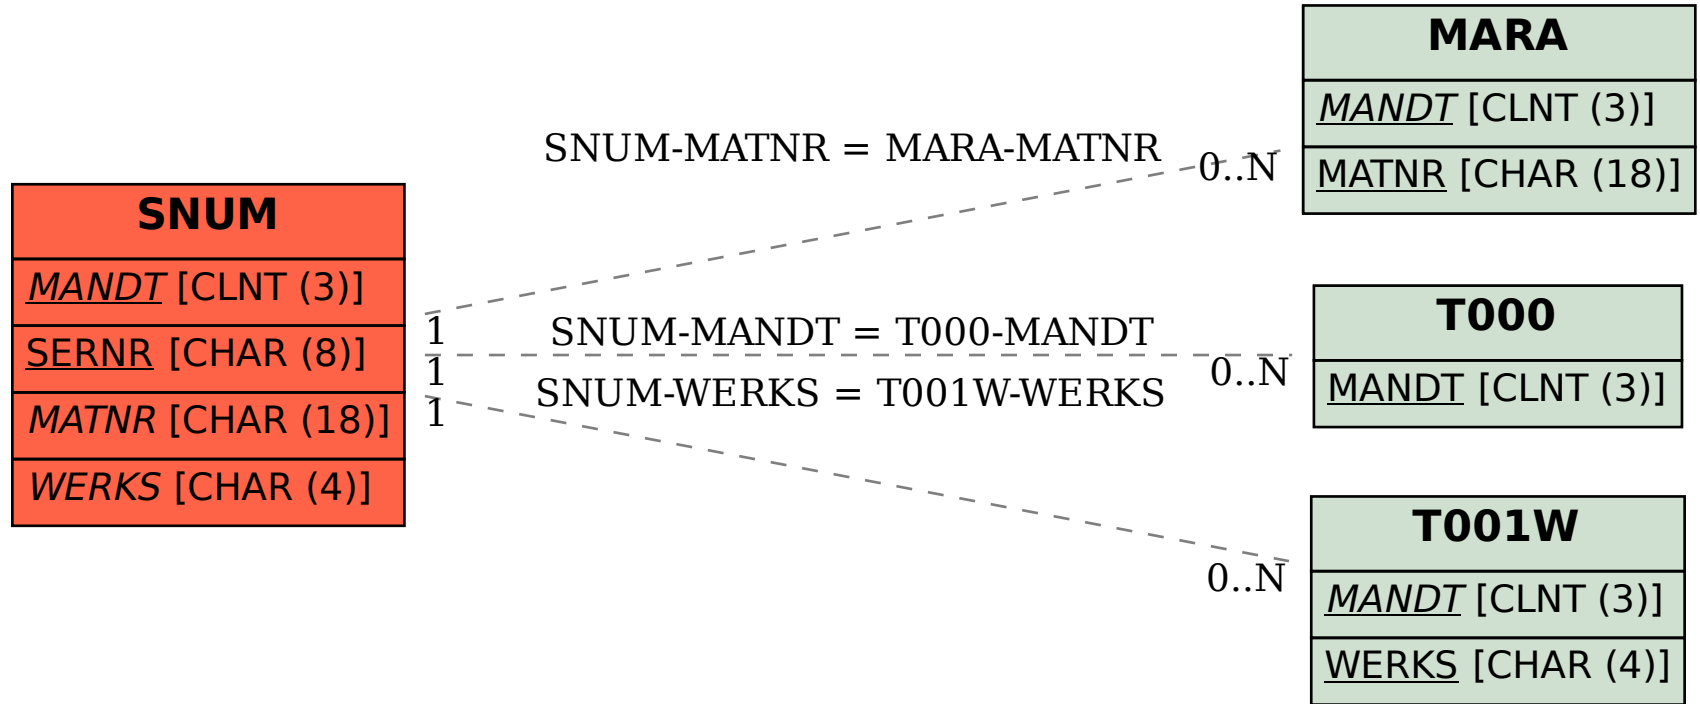 SNUM
MANDT [CLNT (3)]
SERNR [CHAR (8)]
MATNR [CHAR (18)]
WERKS [CHAR (4)]
SNUM-MATNR = MARA-MATNR
0..N
1
SNUM-MANDT = T000-MANDT
0..N
1
SNUM-WERKS = T001W-WERKS
1
0..N
MARA
MANDT [CLNT (3)]
MATNR [CHAR (18)]
T000
MANDT [CLNT (3)]
T001W
MANDT [CLNT (3)]
WERKS [CHAR (4)]